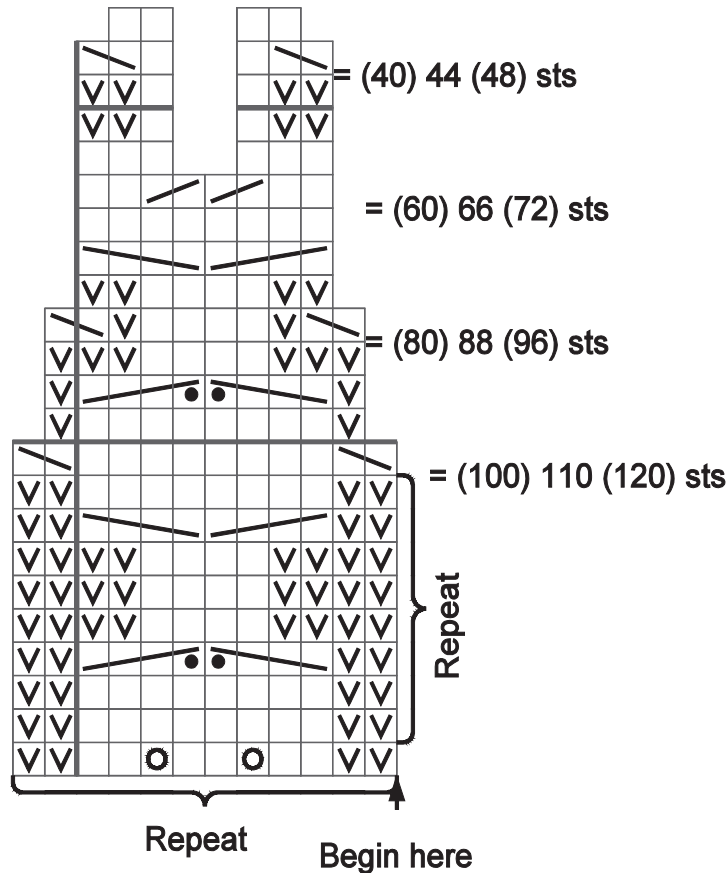 = (40) 44 (48) sts
= (60) 66 (72) sts
= (80) 88 (96) sts
= (100) 110 (120) sts
Repeat
Repeat
Begin here